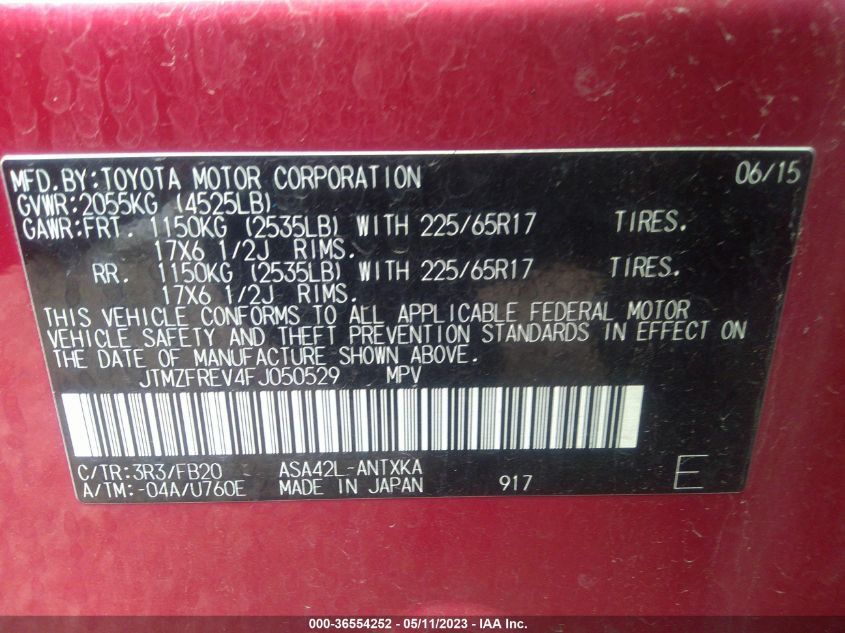 MFD.BY:TOYOTA MOTOR CORPORATION 06/15
GVWR:2055KG (4525LB)
GAWR:FRT. 1150KG (2535LB) WITH 225/65R17 TIRES.
17X6 1/2J RIMS.
RR. 1150KG (2535LB) WITH 225/65R17 TIRES.
17X6 1/2J RIMS.
THIS VEHICLE CONFORMS TO ALL APPLICABLE FEDERAL MOTOR
VEHICLE SAFETY AND THEFT PREVENTION STANDARDS IN EFFECT ON
THE DATE OF MANUFACTURE SHOWN ABOVE.
JTMZFREV4FJ050529 MPV
C/TR:3R3/FB20 ASA42L-ANTXKA
A/TM:-04A/U760E MADE IN JAPAN 917 E
000-36554252 - 05/11/2023 - IAA Inc.